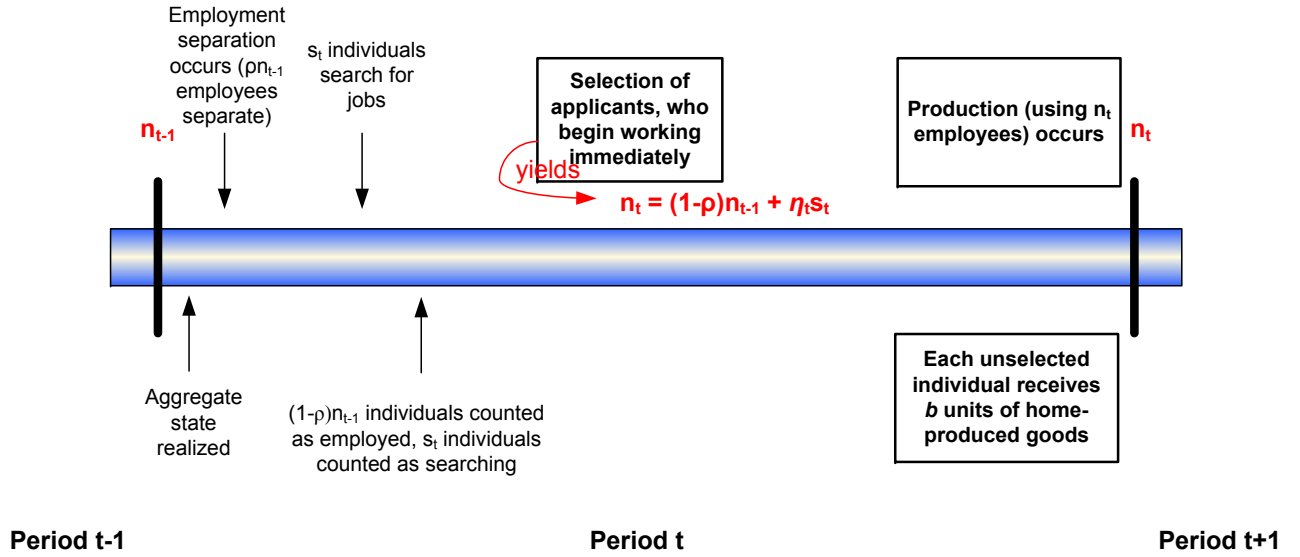 Employment
separation
occurs (ρnt-1
employees
separate)
st individuals
search for
jobs
Selection of
applicants, who
begin working
immediately
Production (using nt
employees) occurs
nt-1
nt
yields
nt = (1-ρ)nt-1 + ηtst
Aggregate
state
realized
(1-ρ)nt-1 individuals counted
as employed, st individuals
counted as searching
Each unselected
individual receives
b units of home-
produced goods
Period t-1
Period t
Period t+1